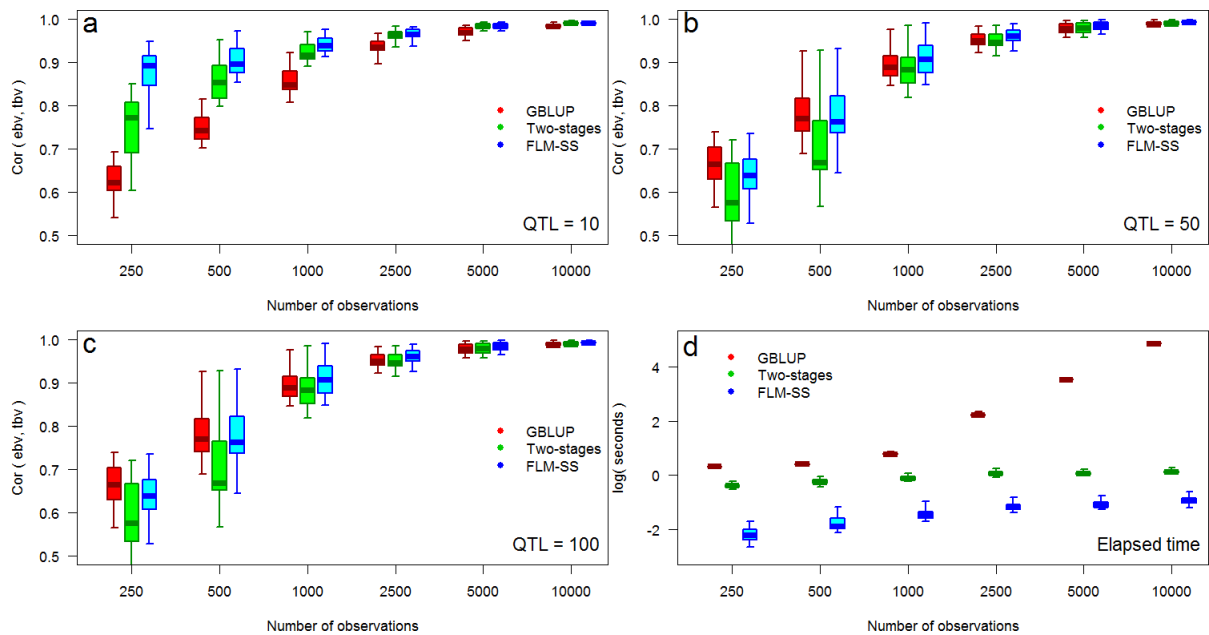 a
Cor ( ebv, tbv )
1.0
0.9
0.8
0.7
0.6
0.5
GBLUP
Two-stages
FLM-SS
QTL = 10
250 500 1000 2500 5000 10000
Number of observations
b
Cor ( ebv, tbv )
1.0
0.9
0.8
0.7
0.6
0.5
GBLUP
Two-stages
FLM-SS
QTL = 50
250 500 1000 2500 5000 10000
Number of observations
c
Cor ( ebv, tbv )
1.0
0.9
0.8
0.7
0.6
0.5
GBLUP
Two-stages
FLM-SS
QTL = 100
250 500 1000 2500 5000 10000
Number of observations
d
log( seconds )
4
2
0
-2
GBLUP
Two-stages
FLM-SS
Elapsed time
250 500 1000 2500 5000 10000
Number of observations